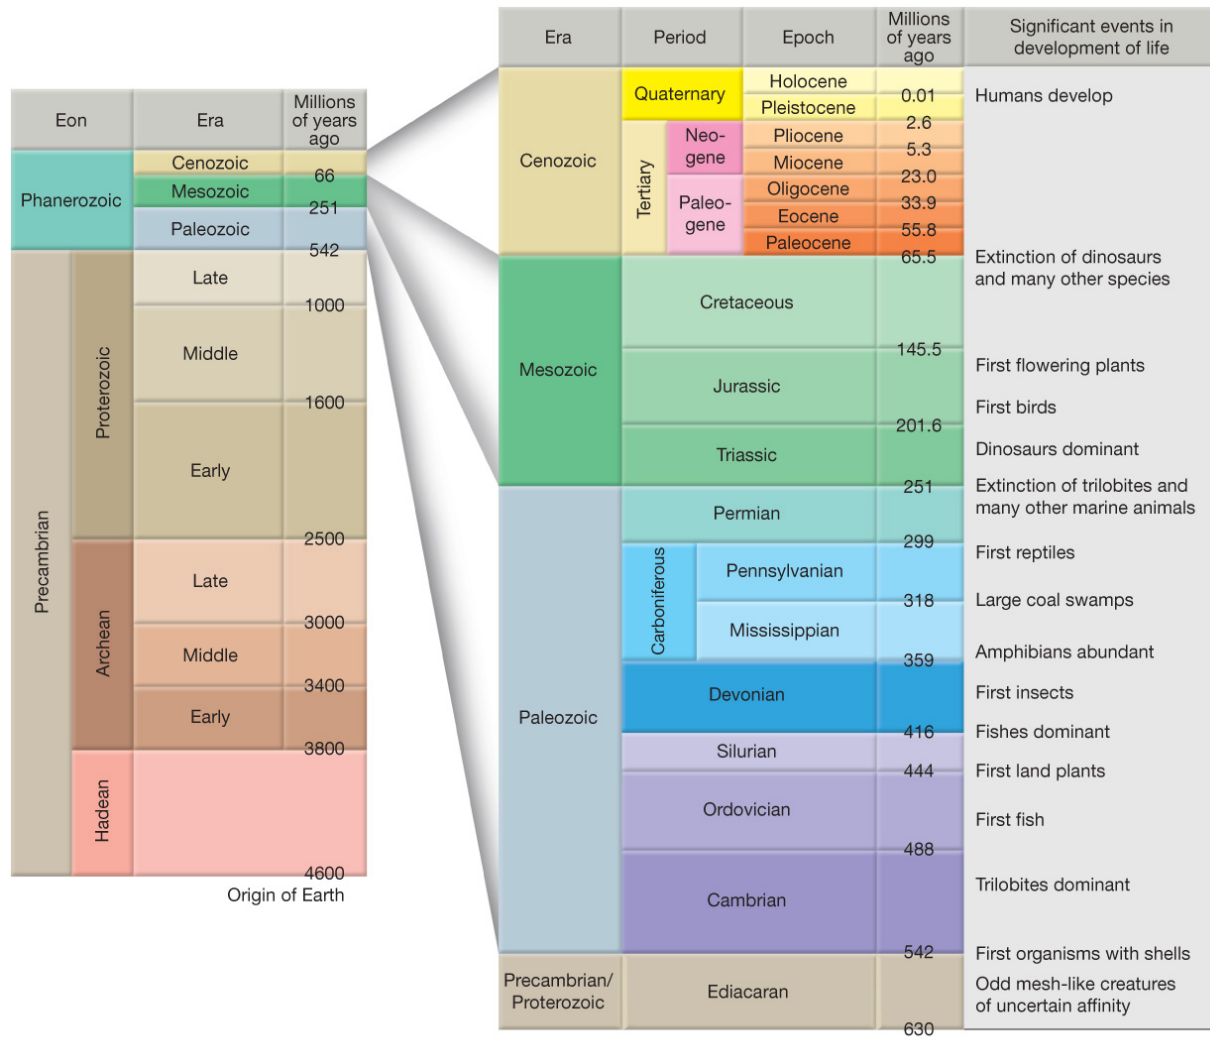 Eon
Era
Millions
of years
ago
Phanerozoic
Cenozoic
66
Mesozoic
251
Paleozoic
542
Precambrian
Proterozoic
Late
1000
Middle
1600
Early
2500
Archean
Late
3000
Middle
3400
Early
3800
Hadean
4600
Origin of Earth
Era
Period
Epoch
Millions
of years
ago
Significant events in
development of life
Cenozoic
Quaternary
Holocene
0.01
Humans develop
Pleistocene
2.6
Tertiary
Neo-
gene
Pliocene
5.3
Miocene
23.0
Paleo-
gene
Oligocene
33.9
Eocene
55.8
Paleocene
65.5
Extinction of dinosaurs
and many other species
Mesozoic
Cretaceous
145.5
First flowering plants
Jurassic
First birds
201.6
Triassic
Dinosaurs dominant
251
Extinction of trilobites and
many other marine animals
Paleozoic
Permian
299
First reptiles
Carboniferous
Pennsylvanian
318
Large coal swamps
Mississippian
Amphibians abundant
359
Devonian
First insects
416
Fishes dominant
Silurian
444
First land plants
Ordovician
First fish
488
Cambrian
Trilobites dominant
542
First organisms with shells
Precambrian/
Proterozoic
Ediacaran
Odd mesh-like creatures
of uncertain affinity
630